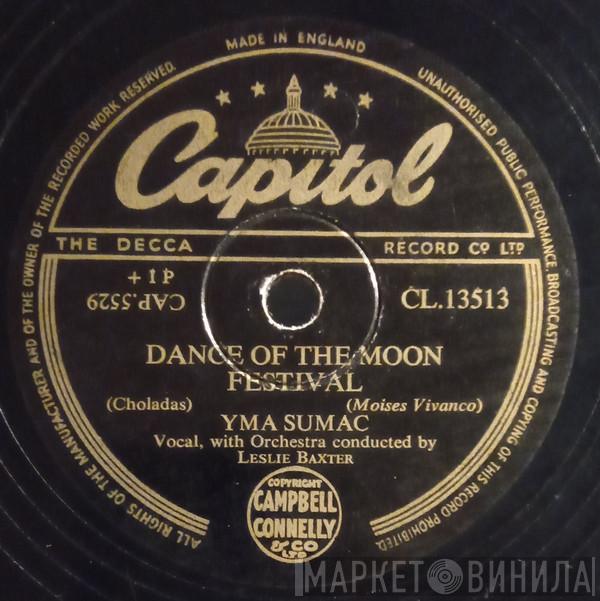 MADE IN ENGLAND
ALL RIGHTS OF THE MANUFACTURER AND OF THE OWNER OF THE RECORDED WORK RESERVED.
UNAUTHORISED PUBLIC PERFORMANCE, BROADCASTING AND COPYING OF THIS RECORD PROHIBITED.
Capitol
THE DECCA RECORD Cº LTD
CAP.5529
CL.13513
DANCE OF THE MOON
FESTIVAL
(Choladas) (Moises Vivanco)
YMA SUMAC
Vocal, with Orchestra conducted by
LESLIE BAXTER
COPYRIGHT
CAMPBELL
CONNELLY
& CO
LTD
МАРКЕТ ВИНИЛА